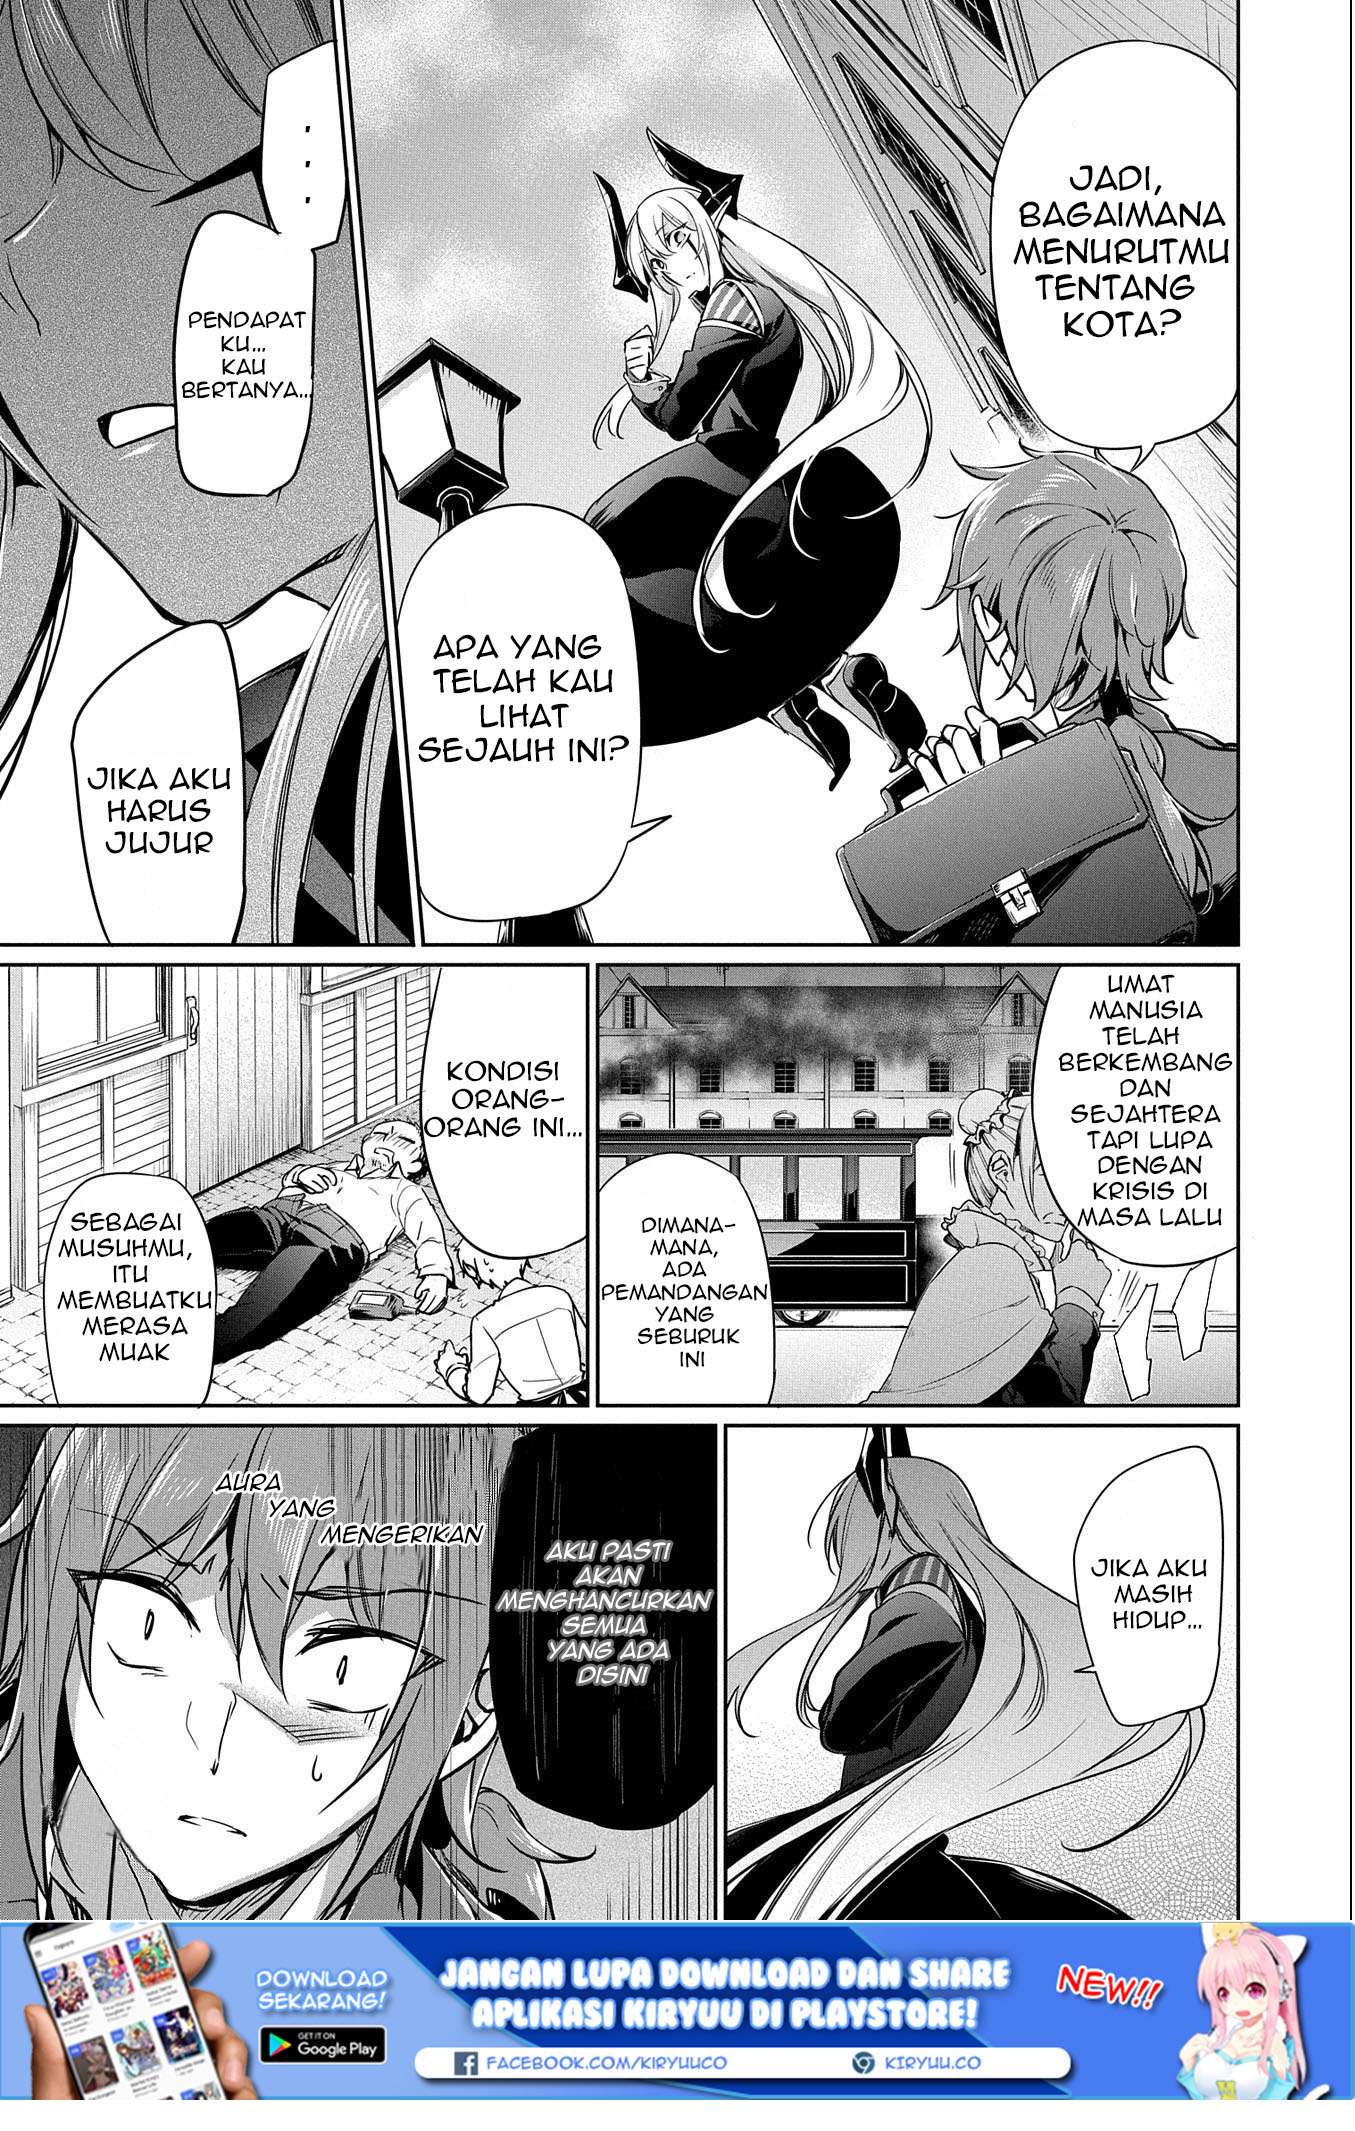 JADI,
BAGAIMANA
MENURUTMU
TENTANG
KOTA?
APA YANG
TELAH KAU
LIHAT
SEJAUH INI?
...
PENDAPAT
KU...
KAU
BERTANYA...
JIKA AKU
HARUS
JUJUR
UMAT
MANUSIA
TELAH
BERKEMBANG
DAN
SEJAHTERA
TAPI LUPA
DENGAN
KRISIS DI
MASA LALU
DIMANA-
MANA,
ADA
PEMANDANGAN
YANG
SEBURUK
INI
KONDISI
ORANG-
ORANG INI...
SEBAGAI
MUSUHMU,
ITU
MEMBUATKU
MERASA
MUAK
JIKA AKU
MASIH
HIDUP...
AKU PASTI
AKAN
MENGHANCURKAN
SEMUA
YANG ADA
DISINI
AURA
YANG
MENGERIKAN
DOWNLOAD
SEKARANG!
GET IT ON
Google Play
JANGAN LUPA DOWNLOAD DAN SHARE
APLIKASI KIRYUU DI PLAYSTORE!
NEW!!
FACEBOOK.COM/KIRYUUCO
KIRYUU.CO